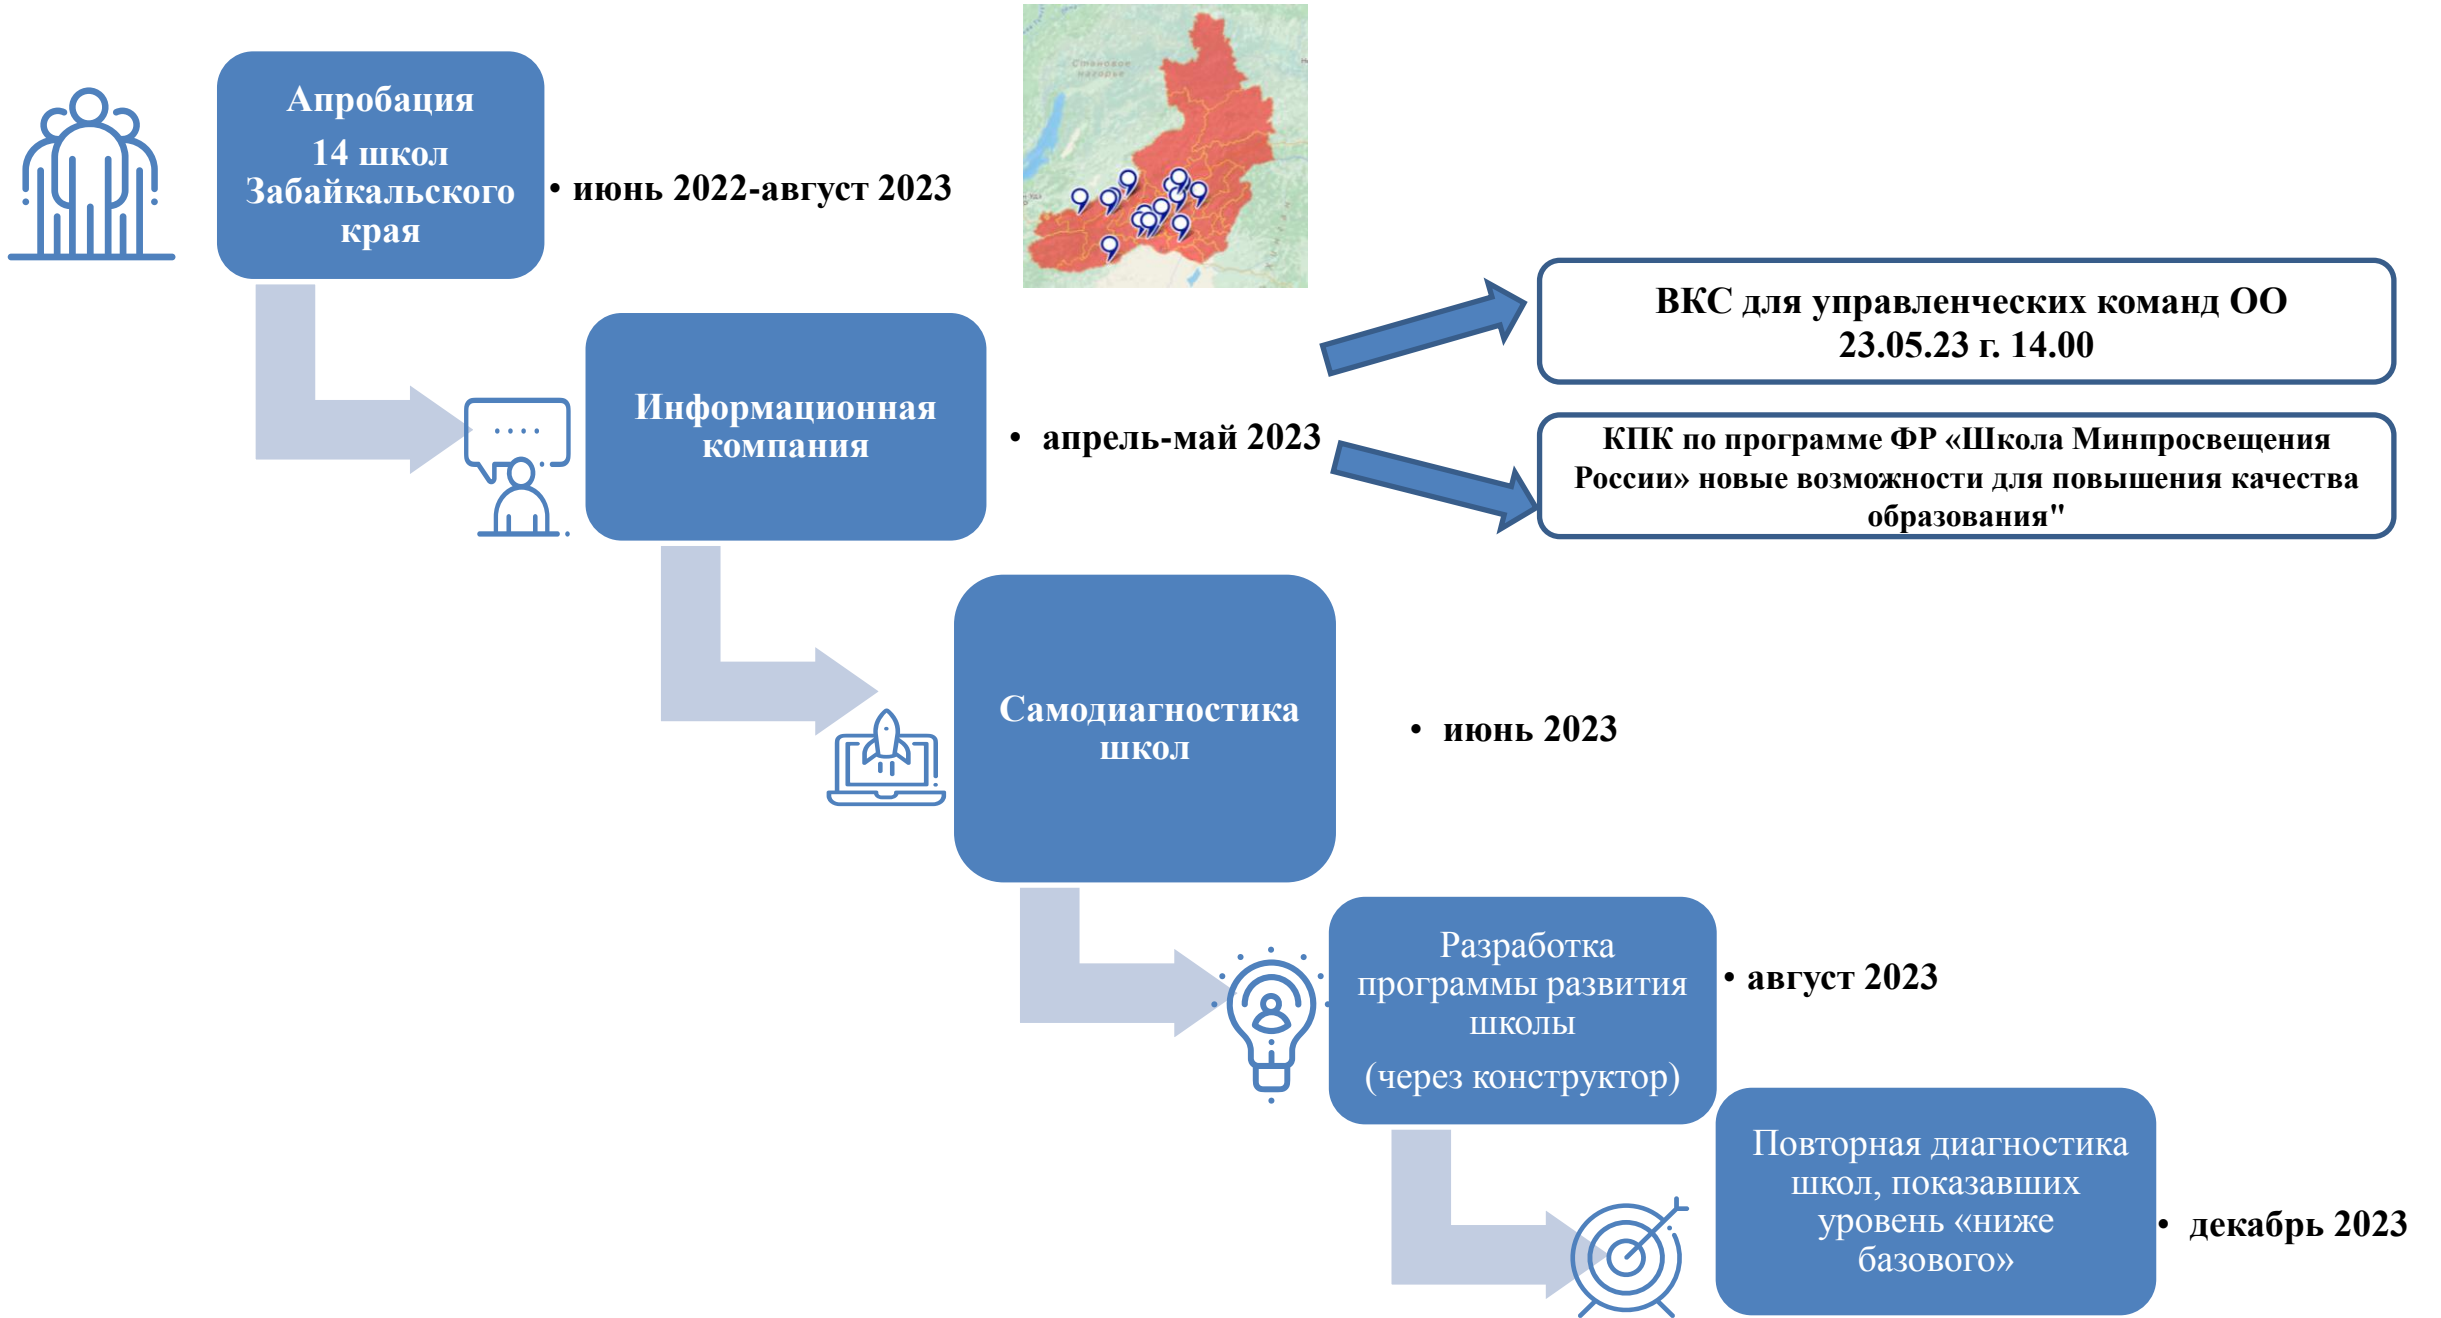 Апробация
14 школ
Забайкальского
края
• июнь 2022-август 2023
Становое
нагорье
ВКС для управленческих команд ОО
23.05.23 г. 14.00
Информационная
компания
• апрель-май 2023
КПК по программе ФР «Школа Минпросвещения
России» новые возможности для повышения качества
образования"
Самодиагностика
школ
• июнь 2023
Разработка
программы развития
школы
(через конструктор)
• август 2023
Повторная диагностика
школ, показавших
уровень «ниже
базового»
• декабрь 2023